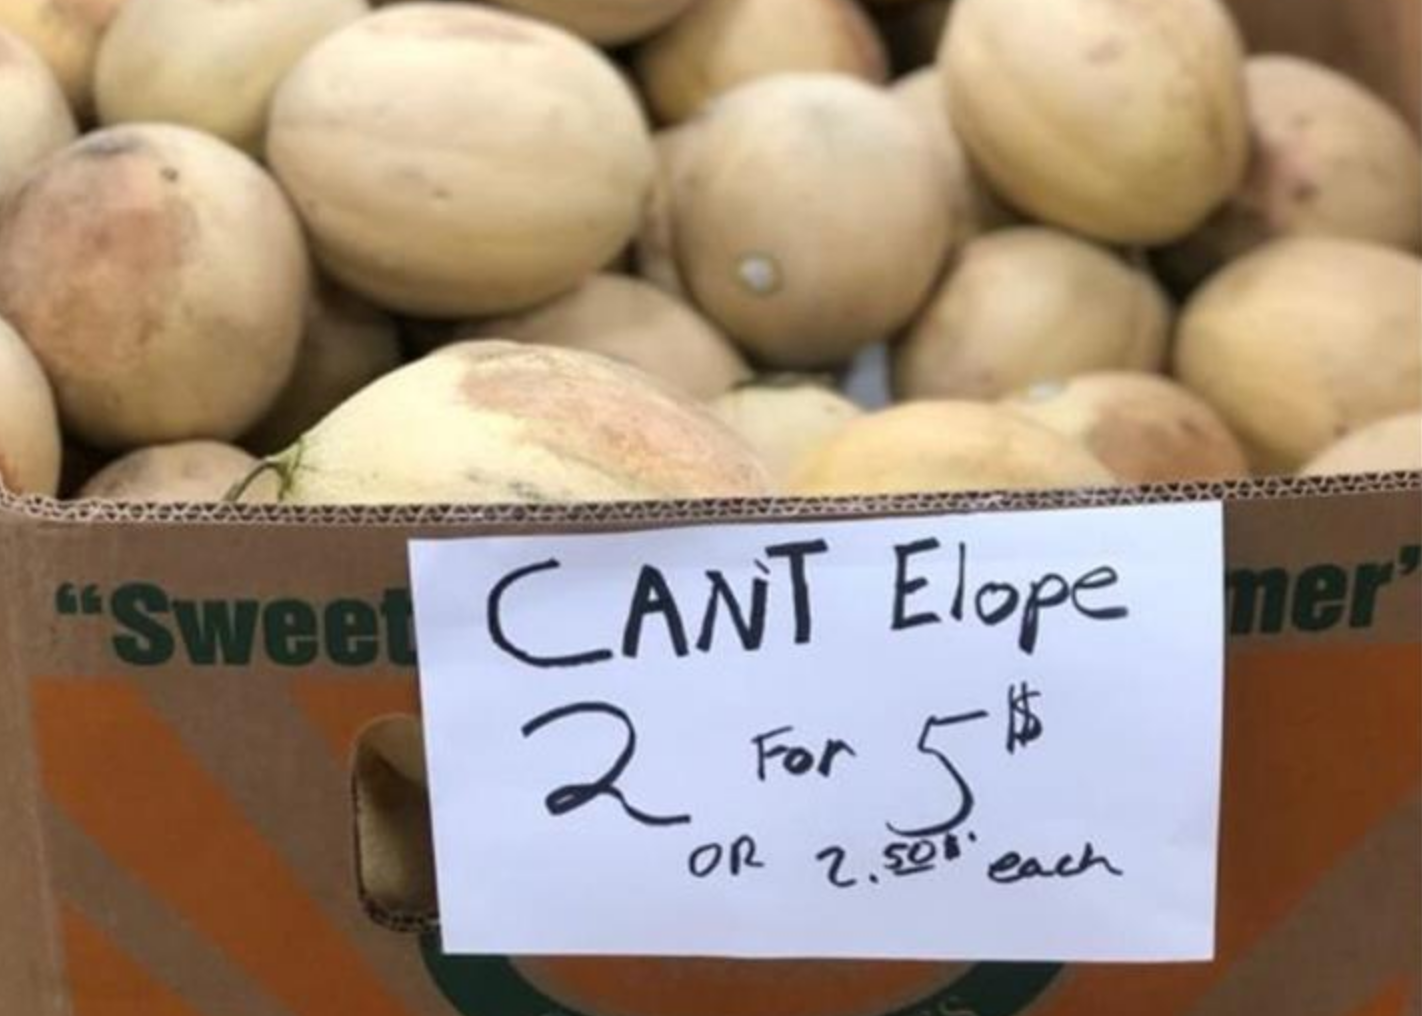 "Sweet
mer"
CAN'T Elope
2 For 5$
OR 2.50$. each